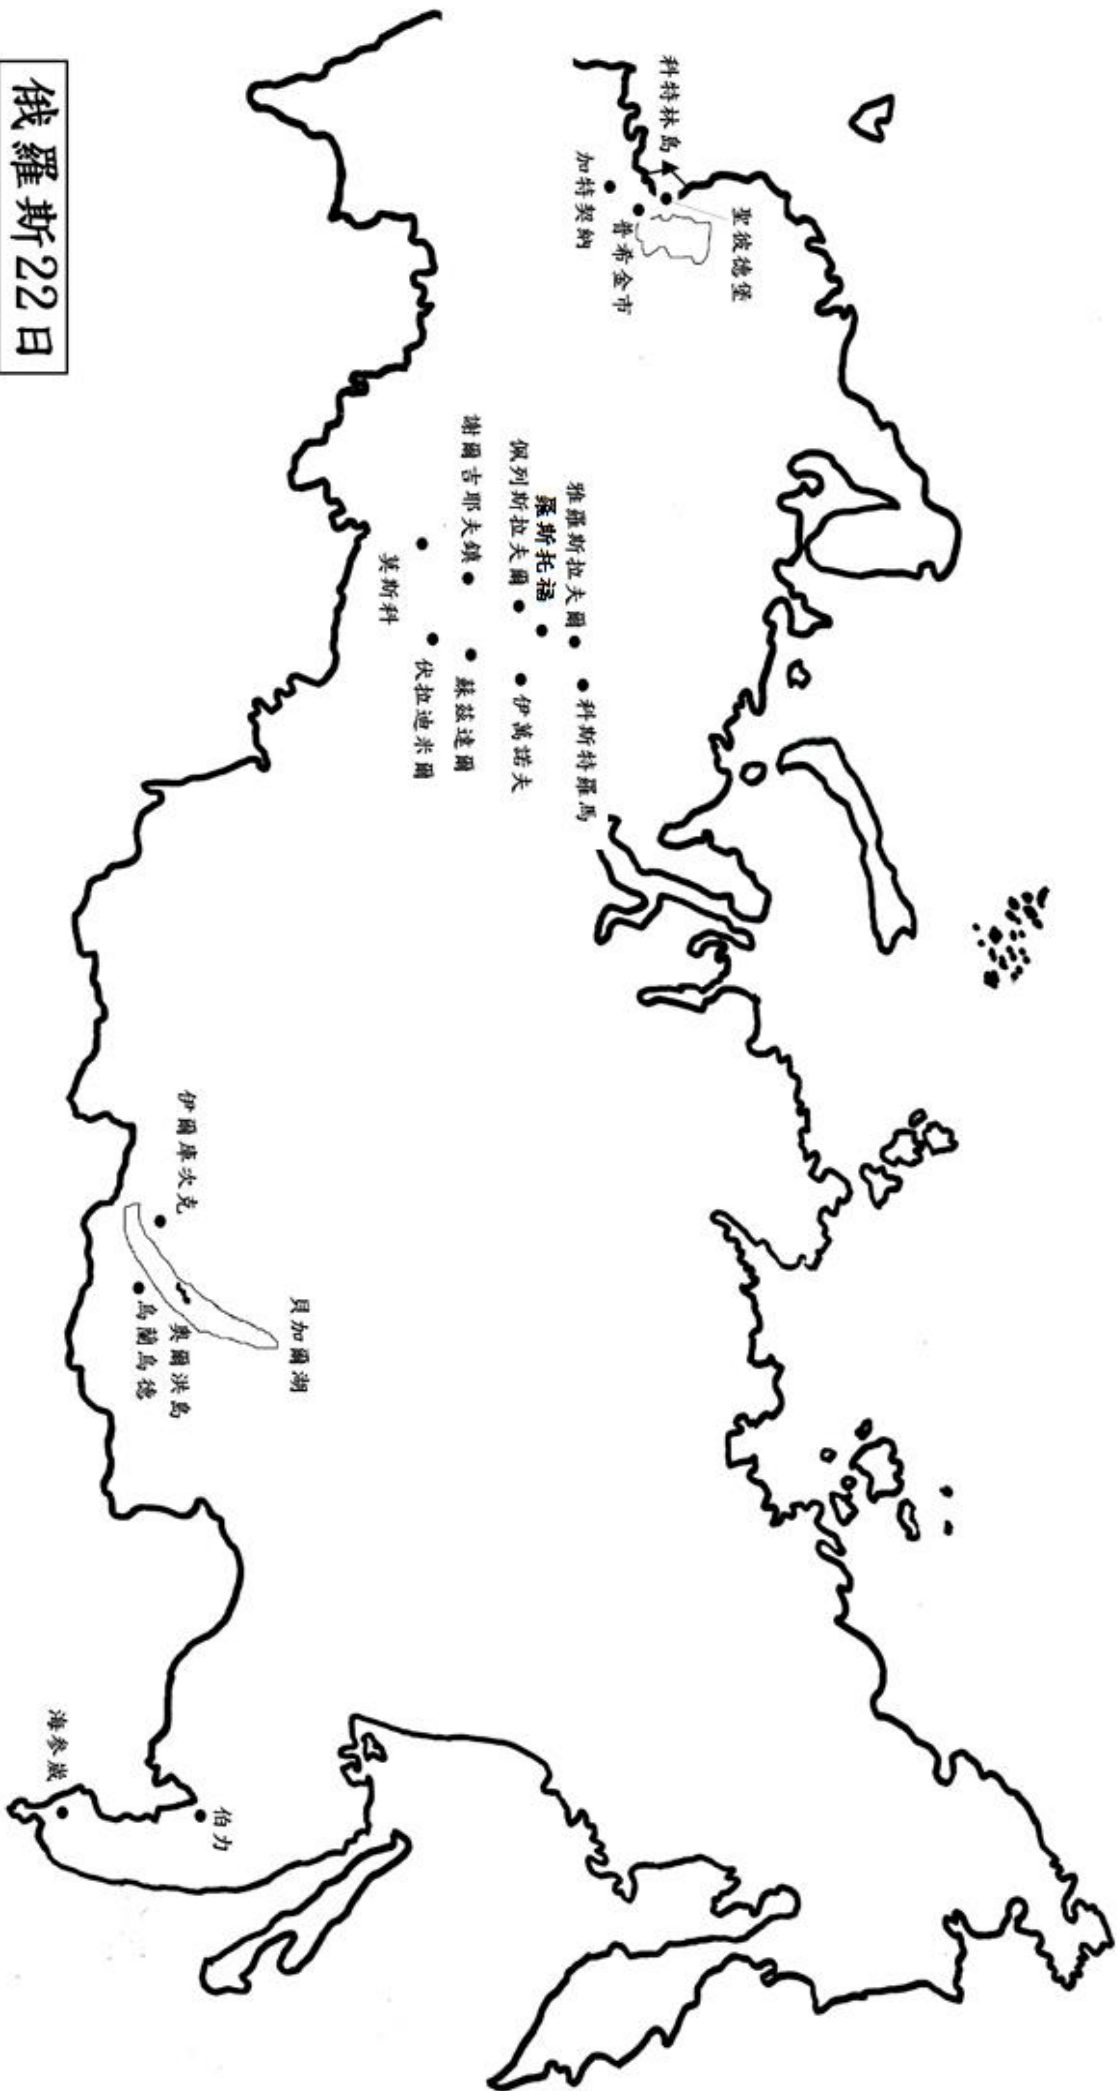 俄羅斯22日
科特林島
聖彼德堡
加特契納
普希金市
謝爾吉耶夫鎮
佩列斯拉夫爾
羅斯托福
雅羅斯拉夫爾
莫斯科
伏拉迪米爾
蘇茲達爾
伊萬諾夫
科斯特羅馬
伊爾庫次克
貝加爾湖
奧爾洪島
烏蘭烏德
海參崴
伯力